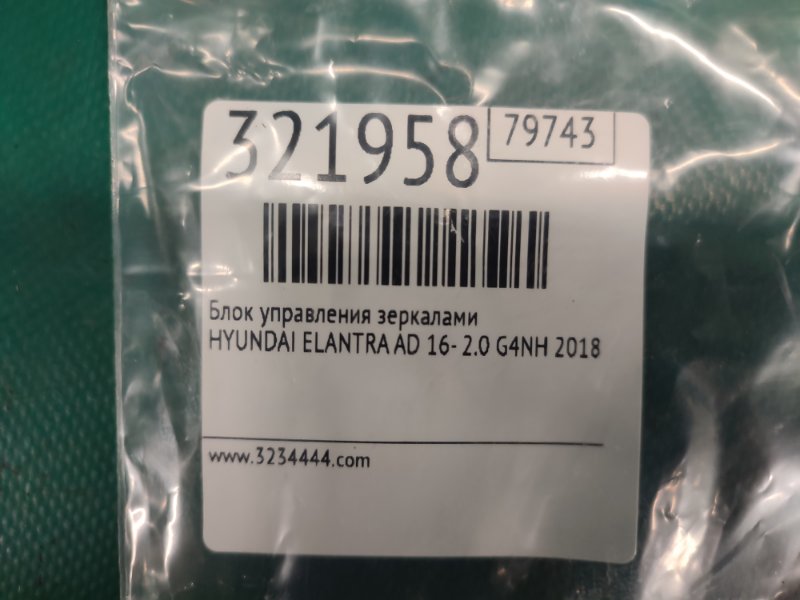 321958
79743
Блок управления зеркалами
HYUNDAI ELANTRA AD 16- 2.0 G4NH 2018
www.3234444.com